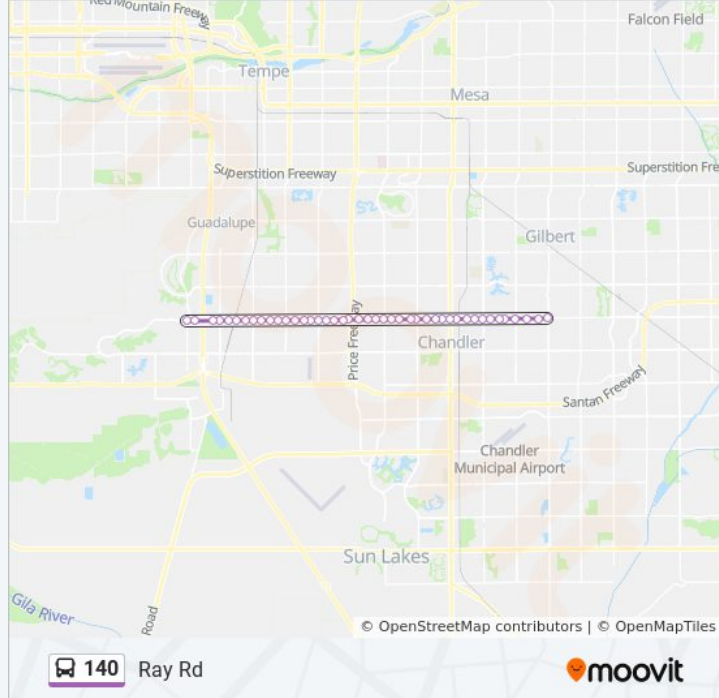 Red Mountain Freeway
Falcon Field
Tempe
Mesa
Superstition Freeway
Superstition Fre
Guadalupe
Gilbert
Price Freeway
Chandler
Santan Freeway
Chandler
Municipal Airport
Sun Lakes
Gila River
Road
© OpenStreetMap contributors | © OpenMapTiles
140 Ray Rd
moovit